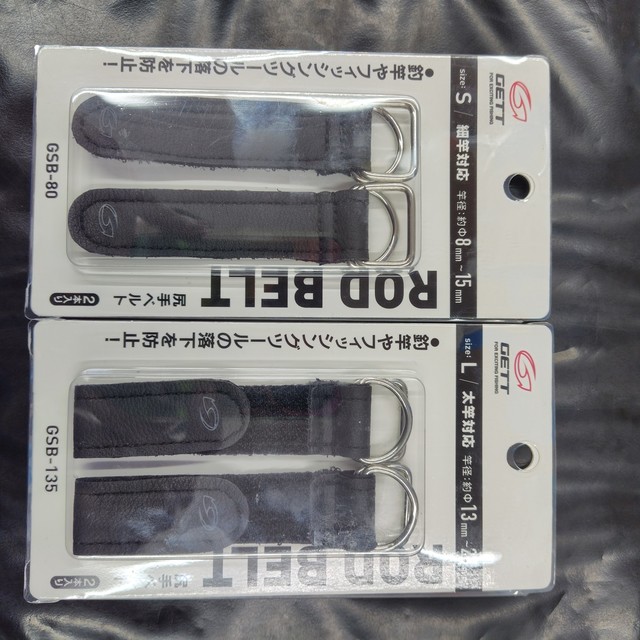 GETT
FOR EXCITING FISHING
size: S / 細竿対応 竿径:約Φ8mm~15mm
●釣竿やフィッシングツールの落下を防止!
ROD BELT
尻手ベルト
2本入り
GSB-80
GETT
FOR EXCITING FISHING
size: L / 太竿対応 竿径:約Φ13mm~
●釣竿やフィッシングツールの落下を防止!
ROD BELT
尻手ベルト
2本入り
GSB-135